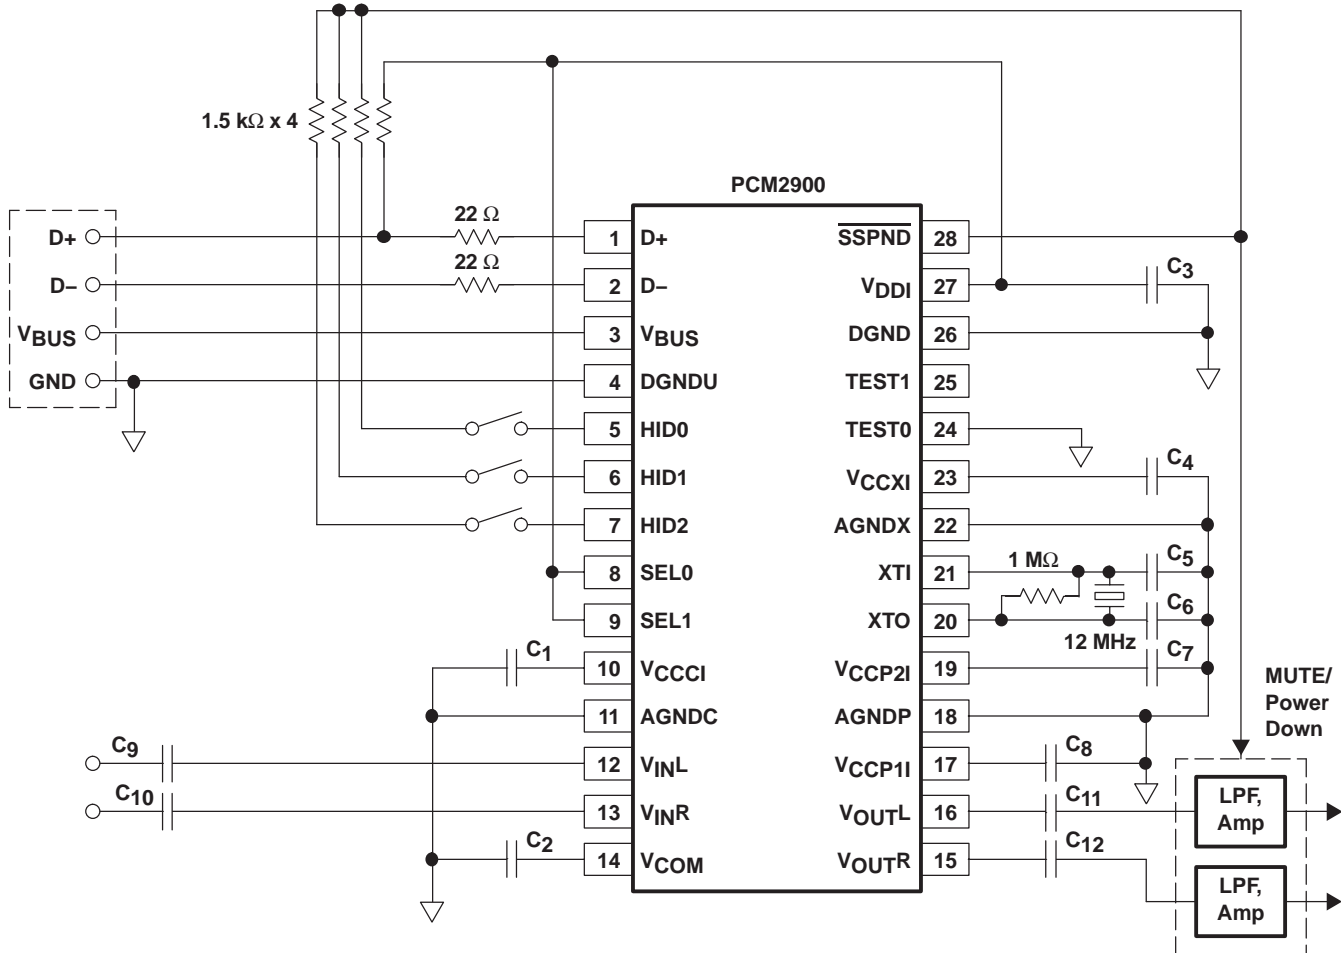 1.5 kΩ x 4
PCM2900
22 Ω
22 Ω
D+
D–
VBUS
GND
1 D+
2 D–
3 VBUS
4 DGNDU
5 HID0
6 HID1
7 HID2
8 SEL0
9 SEL1
10 VCCCI
11 AGNDC
12 VINL
13 VINR
14 VCOM
SSPND 28
VDDI 27
DGND 26
TEST1 25
TEST0 24
VCCXI 23
AGNDX 22
XTI 21
XTO 20
VCCP2I 19
AGNDP 18
VCCP1I 17
VOUTL 16
VOUTR 15
C1
C9
C10
C2
C3
C4
1 MΩ
C5
C6
12 MHz
C7
C8
C11
C12
MUTE/
Power
Down
LPF,
Amp
LPF,
Amp